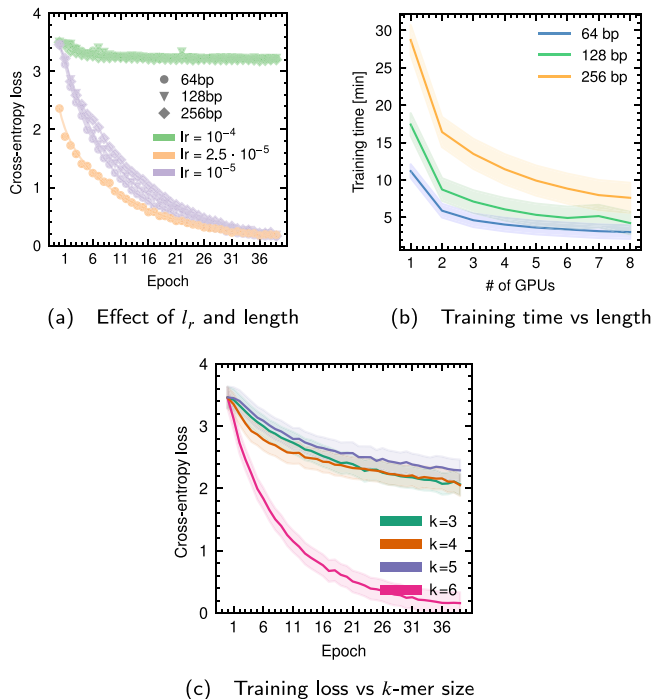 4
3
2
1
0
Cross-entropy loss
64bp
128bp
256bp
lr = 10⁻⁴
lr = 2.5 · 10⁻⁵
lr = 10⁻⁵
1 6 11 16 21 26 31 36
Epoch
(a) Effect of lᵣ and length
30
25
20
15
10
5
Training time [min]
64 bp
128 bp
256 bp
1 2 3 4 5 6 7 8
# of GPUs
(b) Training time vs length
4
3
2
1
0
Cross-entropy loss
k=3
k=4
k=5
k=6
1 6 11 16 21 26 31 36
Epoch
(c) Training loss vs k-mer size